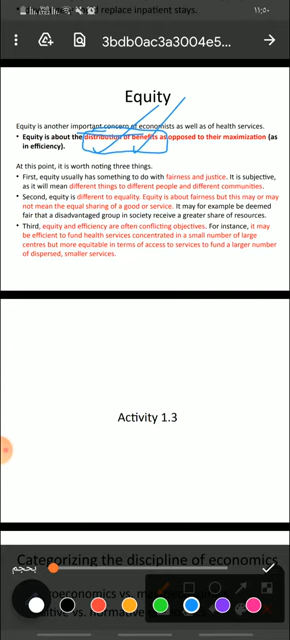 replace inpatient stays.
١١:٥٠
3bdb0ac3a3004e5...
Equity
Equity is another important concern of economists as well as of health services.
• Equity is about the distribution of benefits as opposed to their maximization (as
in efficiency).
At this point, it is worth noting three things.
• First, equity usually has something to do with fairness and justice. It is subjective,
as it will mean different things to different people and different communities.
• Second, equity is different to equality. Equity is about fairness but this may or may
not mean the equal sharing of a good or service. It may for example be deemed
fair that a disadvantaged group in society receive a greater share of resources.
• Third, equity and efficiency are often conflicting objectives. For instance, it may
be efficient to fund health services concentrated in a small number of large
centres but more equitable in terms of access to services to fund a larger number
of dispersed, smaller services.
Activity 1.3
Categorizing the discipline of economics
بحجم